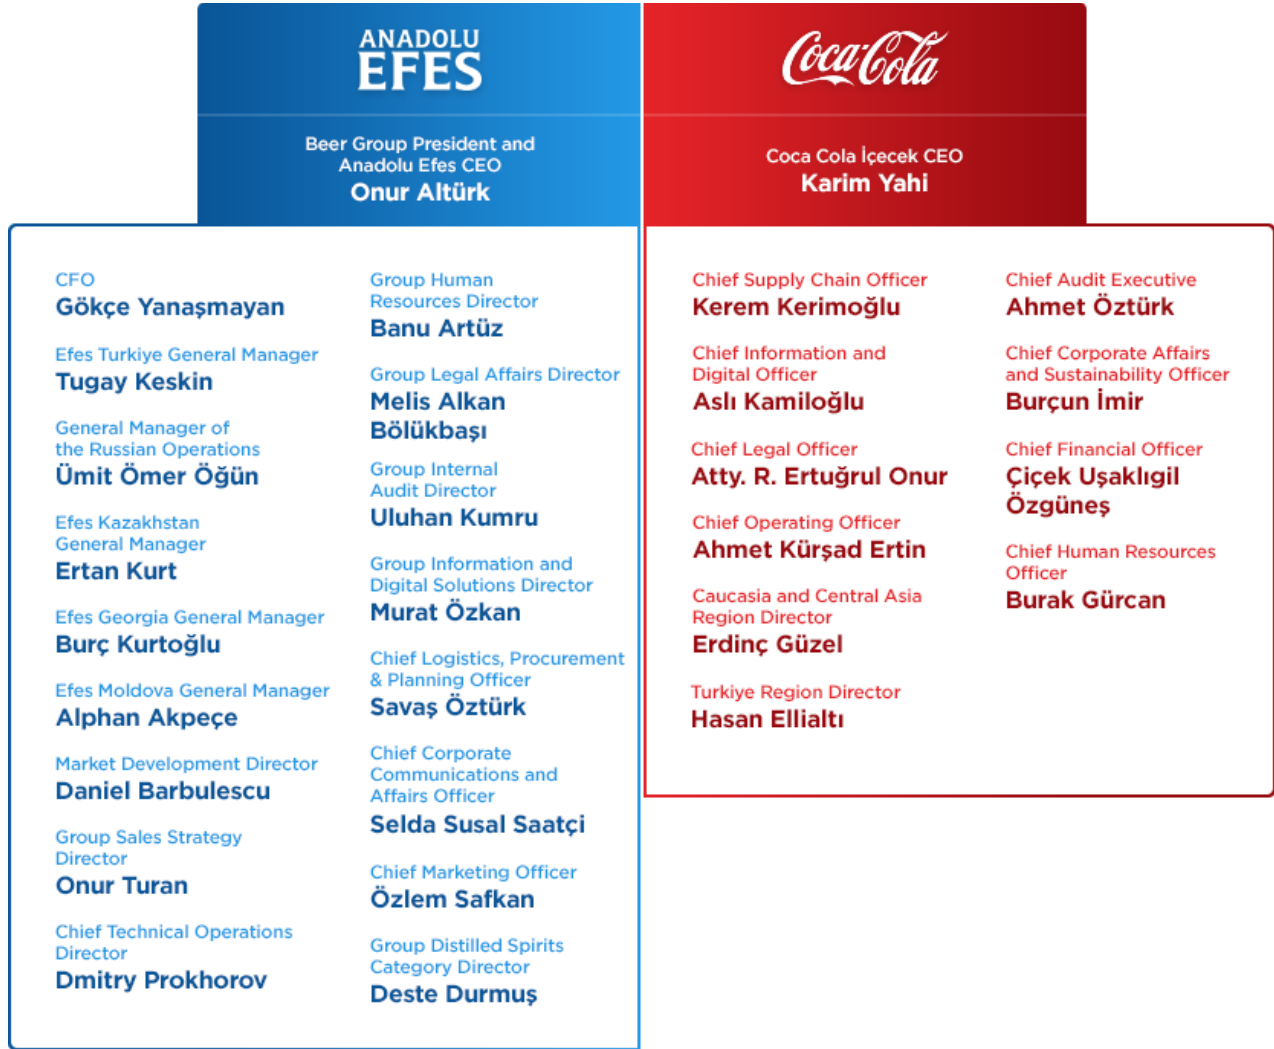 ANADOLU
EFES
Beer Group President and
Anadolu Efes CEO
Onur Altürk
CFO
Gökçe Yanaşmayan
Efes Turkiye General Manager
Tugay Keskin
General Manager of
the Russian Operations
Ümit Ömer Öğün
Efes Kazakhstan
General Manager
Ertan Kurt
Efes Georgia General Manager
Burç Kurtoğlu
Efes Moldova General Manager
Alphan Akpeçe
Market Development Director
Daniel Barbulescu
Group Sales Strategy
Director
Onur Turan
Chief Technical Operations
Director
Dmitry Prokhorov
Group Human
Resources Director
Banu Artüz
Group Legal Affairs Director
Melis Alkan
Bölükbaşı
Group Internal
Audit Director
Uluhan Kumru
Group Information and
Digital Solutions Director
Murat Özkan
Chief Logistics, Procurement
& Planning Officer
Savaş Öztürk
Chief Corporate
Communications and
Affairs Officer
Selda Susal Saatçi
Chief Marketing Officer
Özlem Safkan
Group Distilled Spirits
Category Director
Deste Durmuş
Coca-Cola
Coca Cola İçecek CEO
Karim Yahi
Chief Supply Chain Officer
Kerem Kerimoğlu
Chief Information and
Digital Officer
Aslı Kamiloğlu
Chief Legal Officer
Atty. R. Ertuğrul Onur
Chief Operating Officer
Ahmet Kürşad Ertin
Caucasia and Central Asia
Region Director
Erdinç Güzel
Turkiye Region Director
Hasan Ellialtı
Chief Audit Executive
Ahmet Öztürk
Chief Corporate Affairs
and Sustainability Officer
Burçun İmir
Chief Financial Officer
Çiçek Uşaklıgil
Özgüneş
Chief Human Resources
Officer
Burak Gürcan